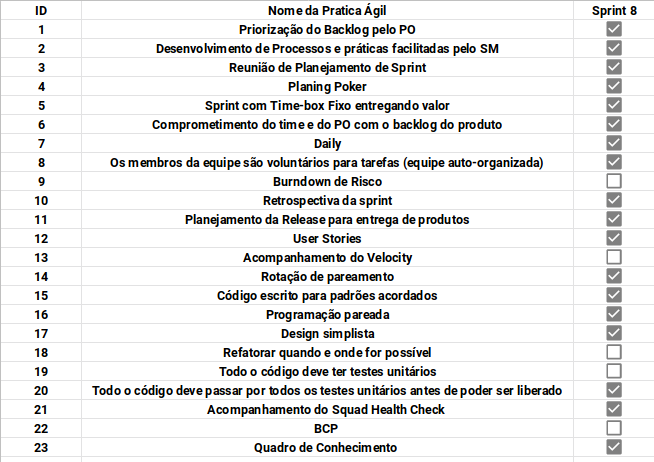 ID Nome da Pratica Ágil Sprint 8
1 Priorização do Backlog pelo PO
2 Desenvolvimento de Processos e práticas facilitadas pelo SM
3 Reunião de Planejamento de Sprint
4 Planing Poker
5 Sprint com Time-box Fixo entregando valor
6 Comprometimento do time e do PO com o backlog do produto
7 Daily
8 Os membros da equipe são voluntários para tarefas (equipe auto-organizada)
9 Burndown de Risco
10 Retrospectiva da sprint
11 Planejamento da Release para entrega de produtos
12 User Stories
13 Acompanhamento do Velocity
14 Rotação de pareamento
15 Código escrito para padrões acordados
16 Programação pareada
17 Design simplista
18 Refatorar quando e onde for possível
19 Todo o código deve ter testes unitários
20 Todo o código deve passar por todos os testes unitários antes de poder ser liberado
21 Acompanhamento do Squad Health Check
22 BCP
23 Quadro de Conhecimento